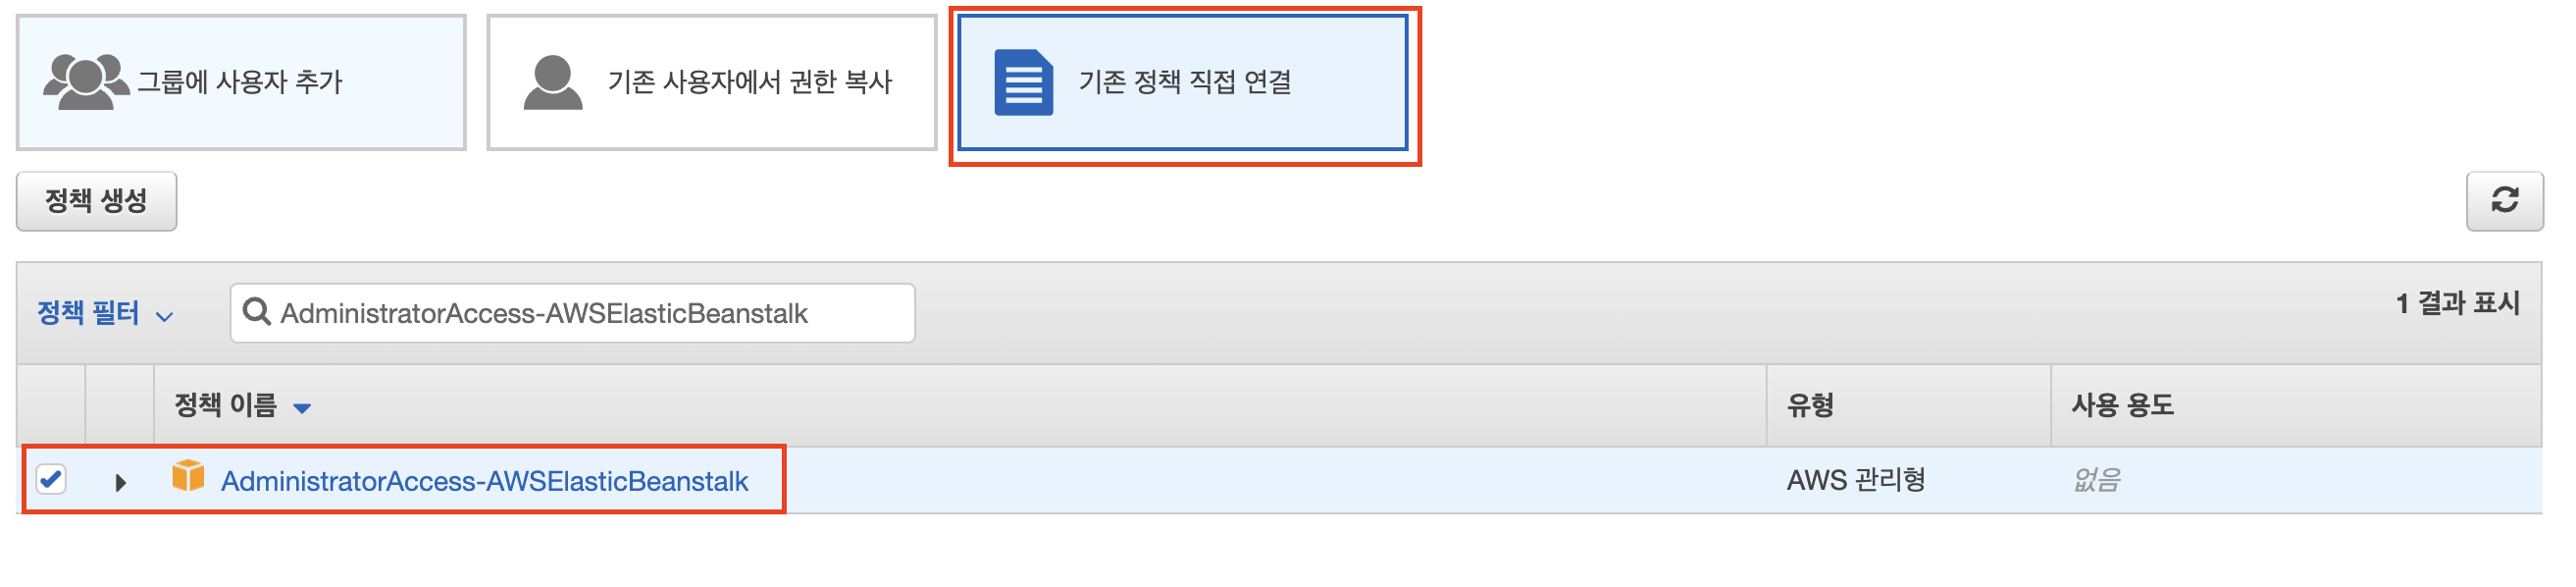 그룹에 사용자 추가
기존 사용자에서 권한 복사
기존 정책 직접 연결
정책 생성
정책 필터
AdministratorAccess-AWSElasticBeanstalk
1 결과 표시
정책 이름
유형
사용 용도
AdministratorAccess-AWSElasticBeanstalk
AWS 관리형
없음